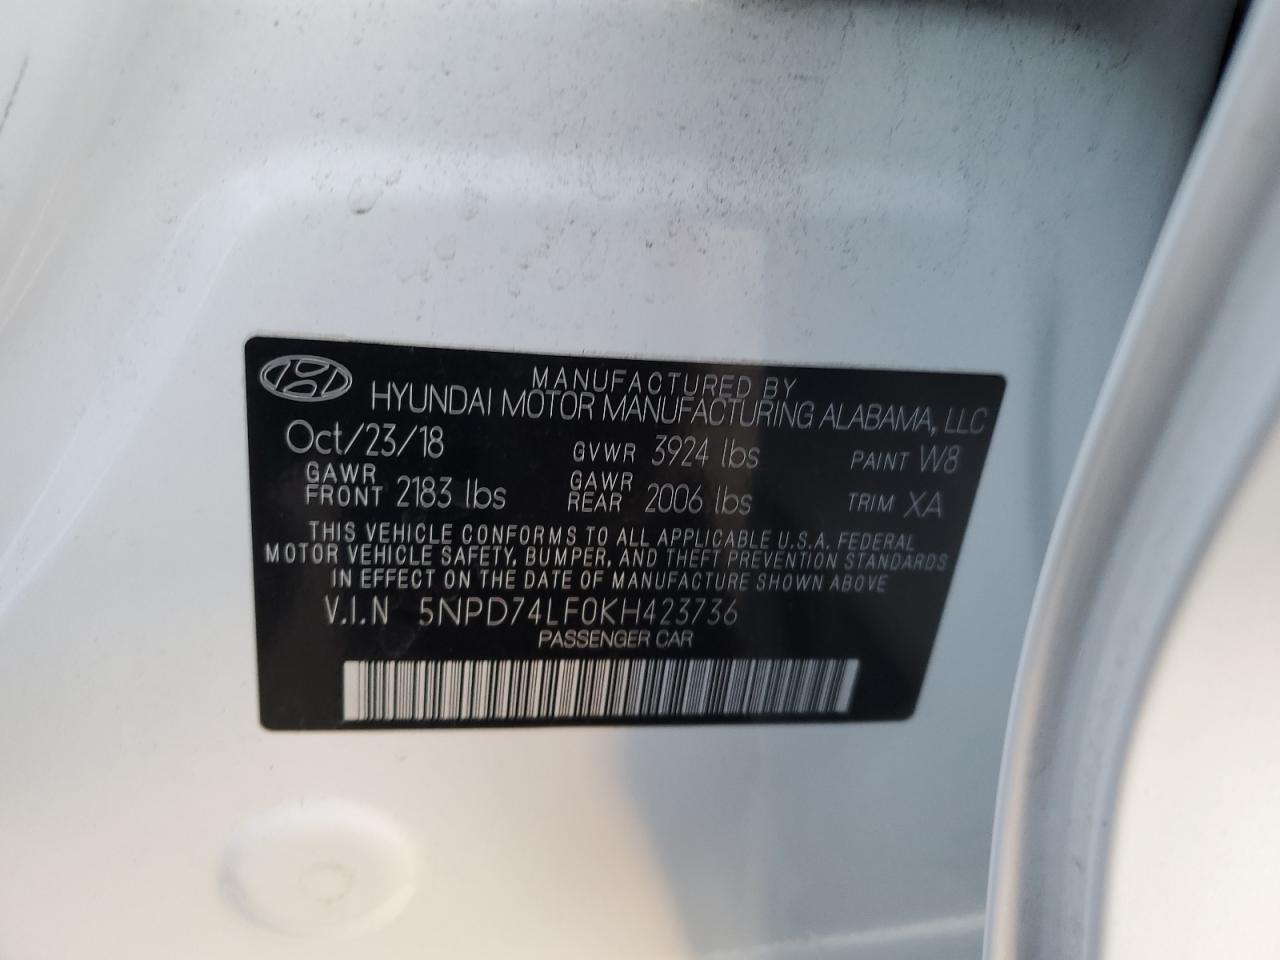 MANUFACTURED BY
HYUNDAI MOTOR MANUFACTURING ALABAMA, LLC
Oct/23/18 GVWR 3924 lbs PAINT W8
GAWR FRONT 2183 lbs GAWR REAR 2006 lbs TRIM XA
THIS VEHICLE CONFORMS TO ALL APPLICABLE U.S.A. FEDERAL
MOTOR VEHICLE SAFETY, BUMPER, AND THEFT PREVENTION STANDARDS
IN EFFECT ON THE DATE OF MANUFACTURE SHOWN ABOVE
V.I.N 5NPD74LF0KH423736
PASSENGER CAR